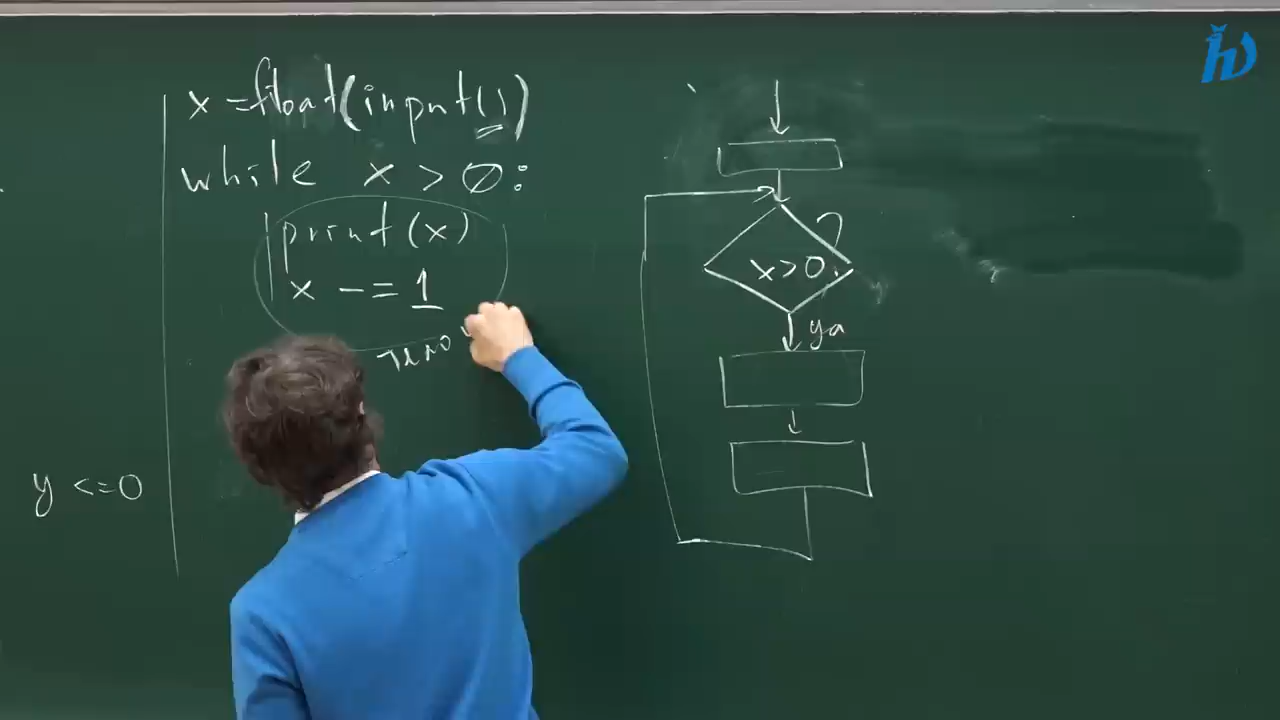 x = float(input())
while x > 0:
print(x)
x -= 1
тело
y <= 0
x > 0
?
да